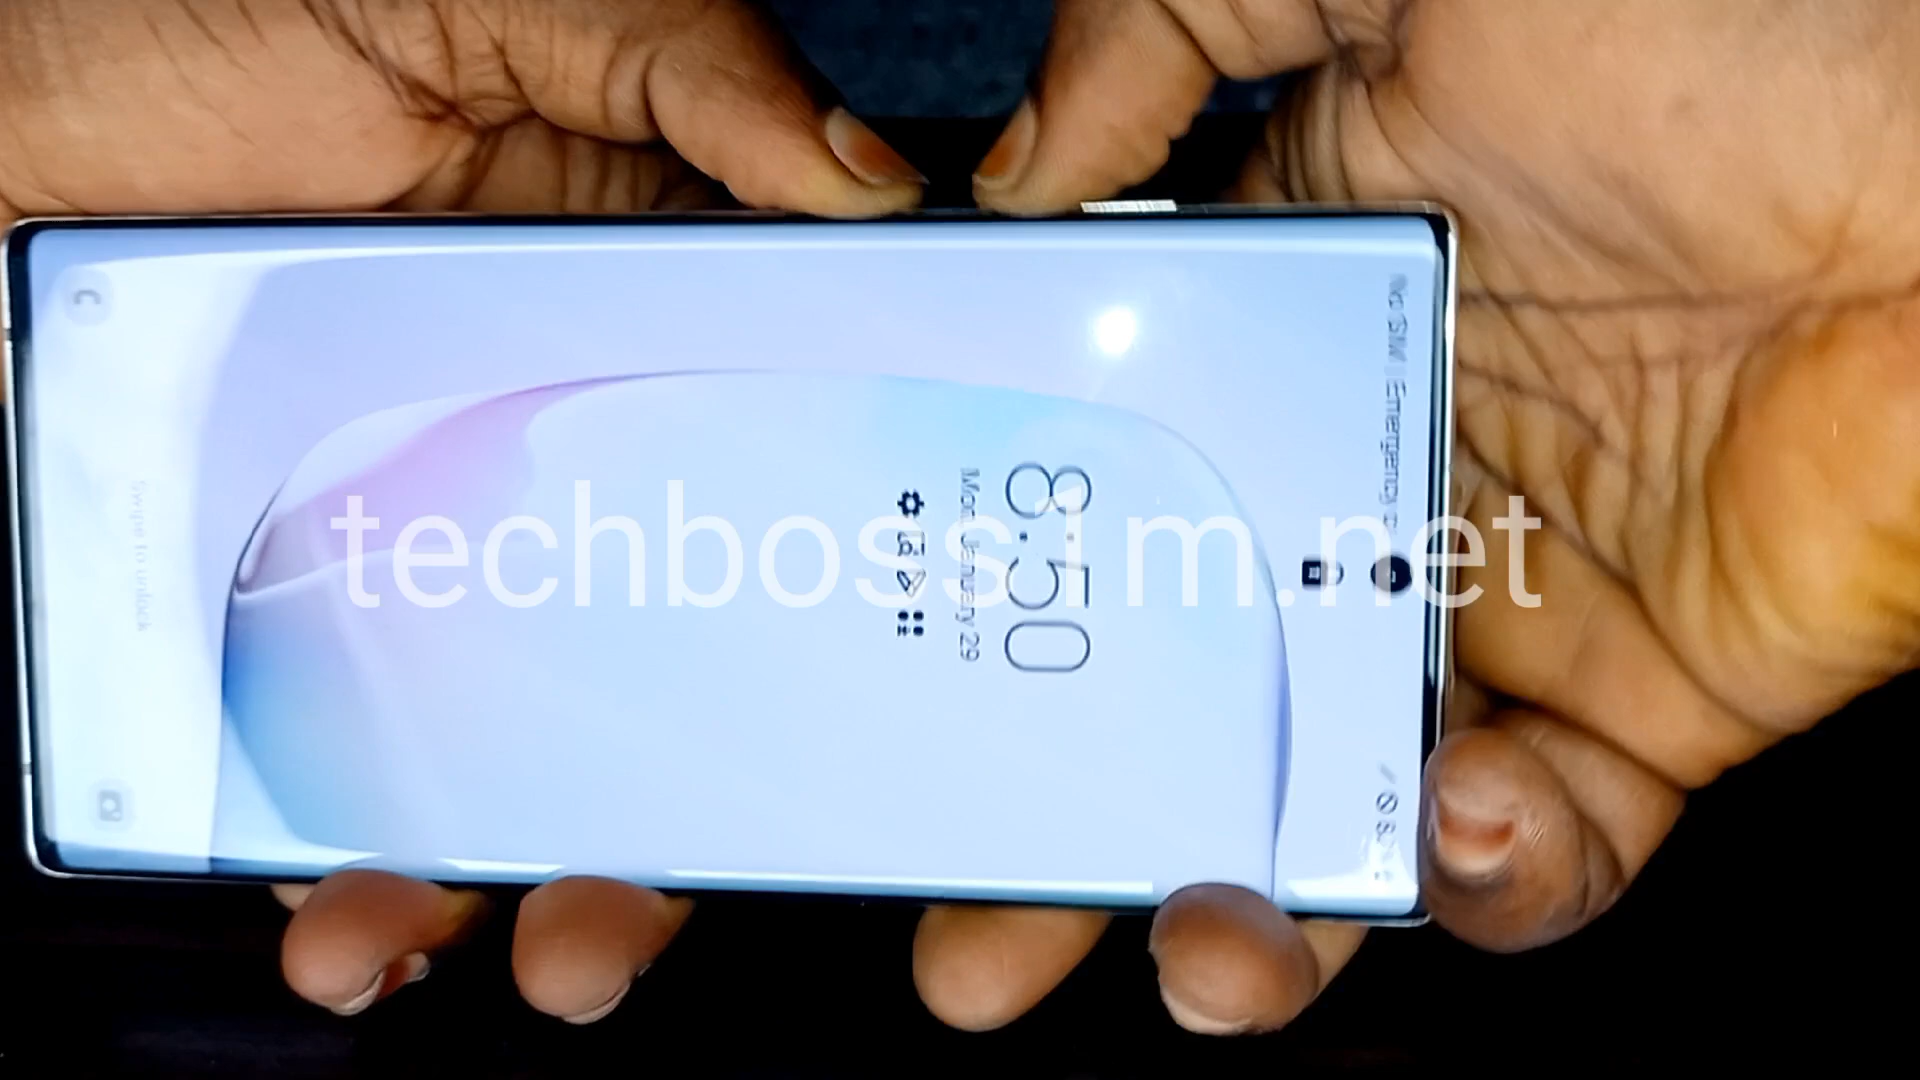 No SIM | Emergency
8:50
Mon, January 29
Swipe to unlock
techboss1m.net